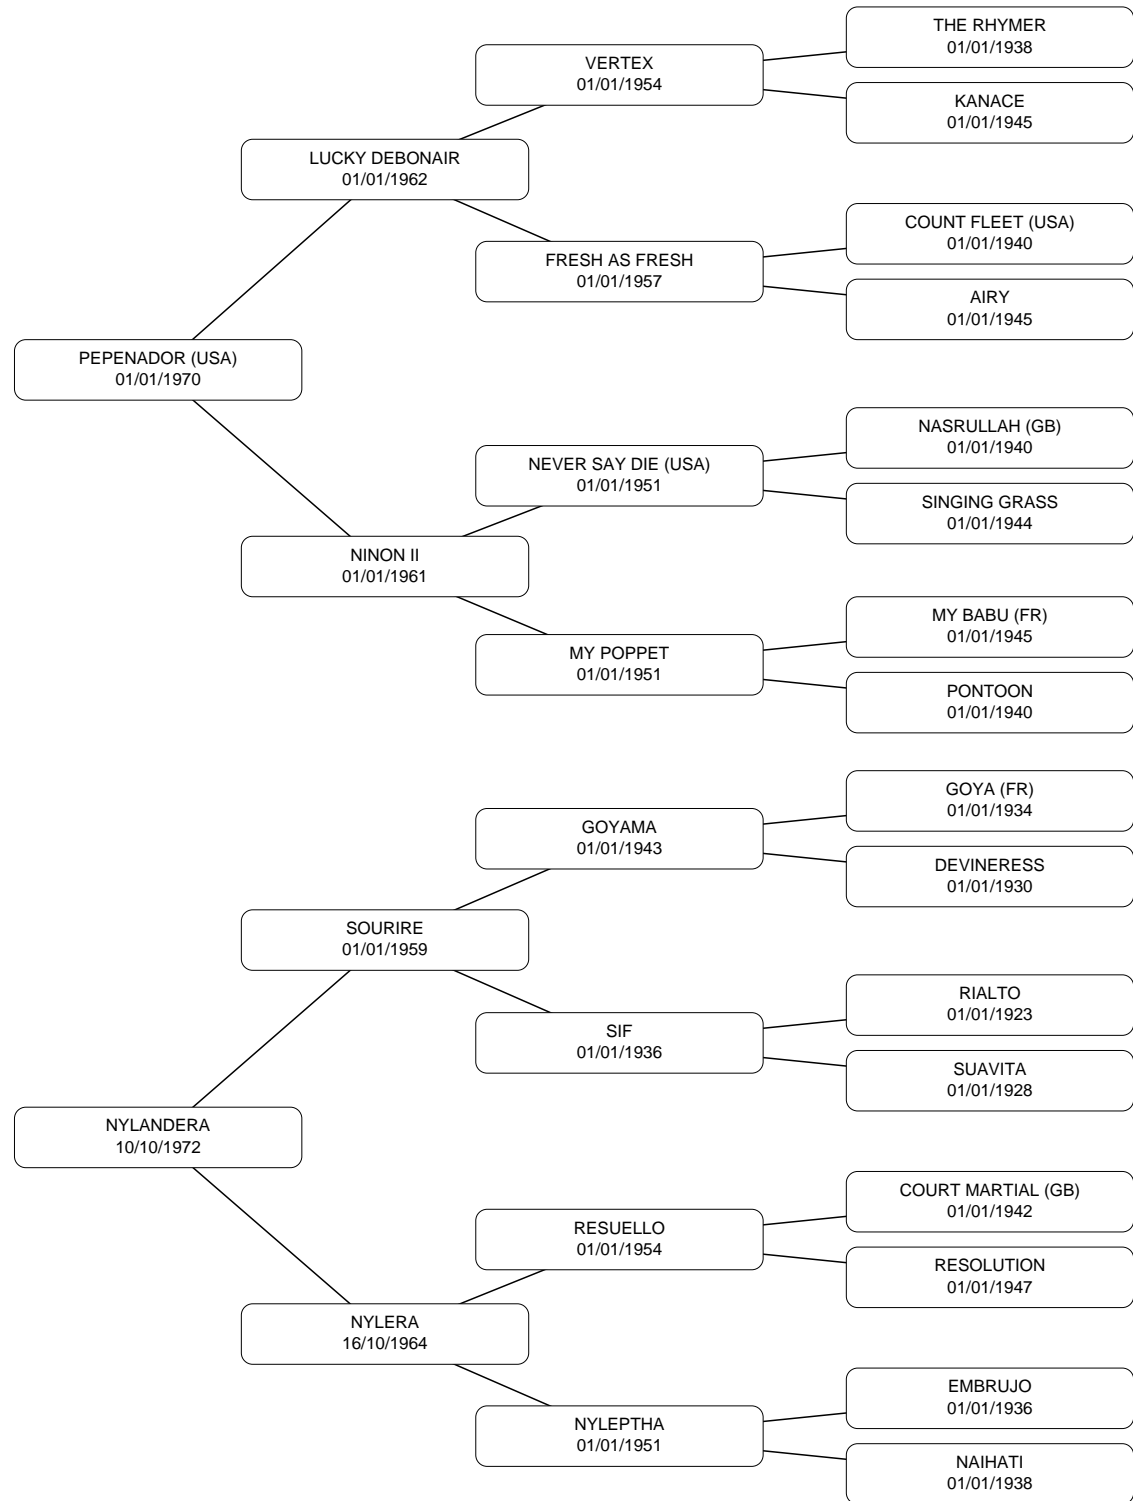 THE RHYMER
01/01/1938
VERTEX
01/01/1954
KANACE
01/01/1945
LUCKY DEBONAIR
01/01/1962
COUNT FLEET (USA)
01/01/1940
FRESH AS FRESH
01/01/1957
AIRY
01/01/1945
PEPENADOR (USA)
01/01/1970
NASRULLAH (GB)
01/01/1940
NEVER SAY DIE (USA)
01/01/1951
SINGING GRASS
01/01/1944
NINON II
01/01/1961
MY BABU (FR)
01/01/1945
MY POPPET
01/01/1951
PONTOON
01/01/1940
GOYA (FR)
01/01/1934
GOYAMA
01/01/1943
DEVINERESS
01/01/1930
SOURIRE
01/01/1959
RIALTO
01/01/1923
SIF
01/01/1936
SUAVITA
01/01/1928
NYLANDERA
10/10/1972
COURT MARTIAL (GB)
01/01/1942
RESUELLO
01/01/1954
RESOLUTION
01/01/1947
NYLERA
16/10/1964
EMBRUJO
01/01/1936
NYLEPTHA
01/01/1951
NAIHATI
01/01/1938